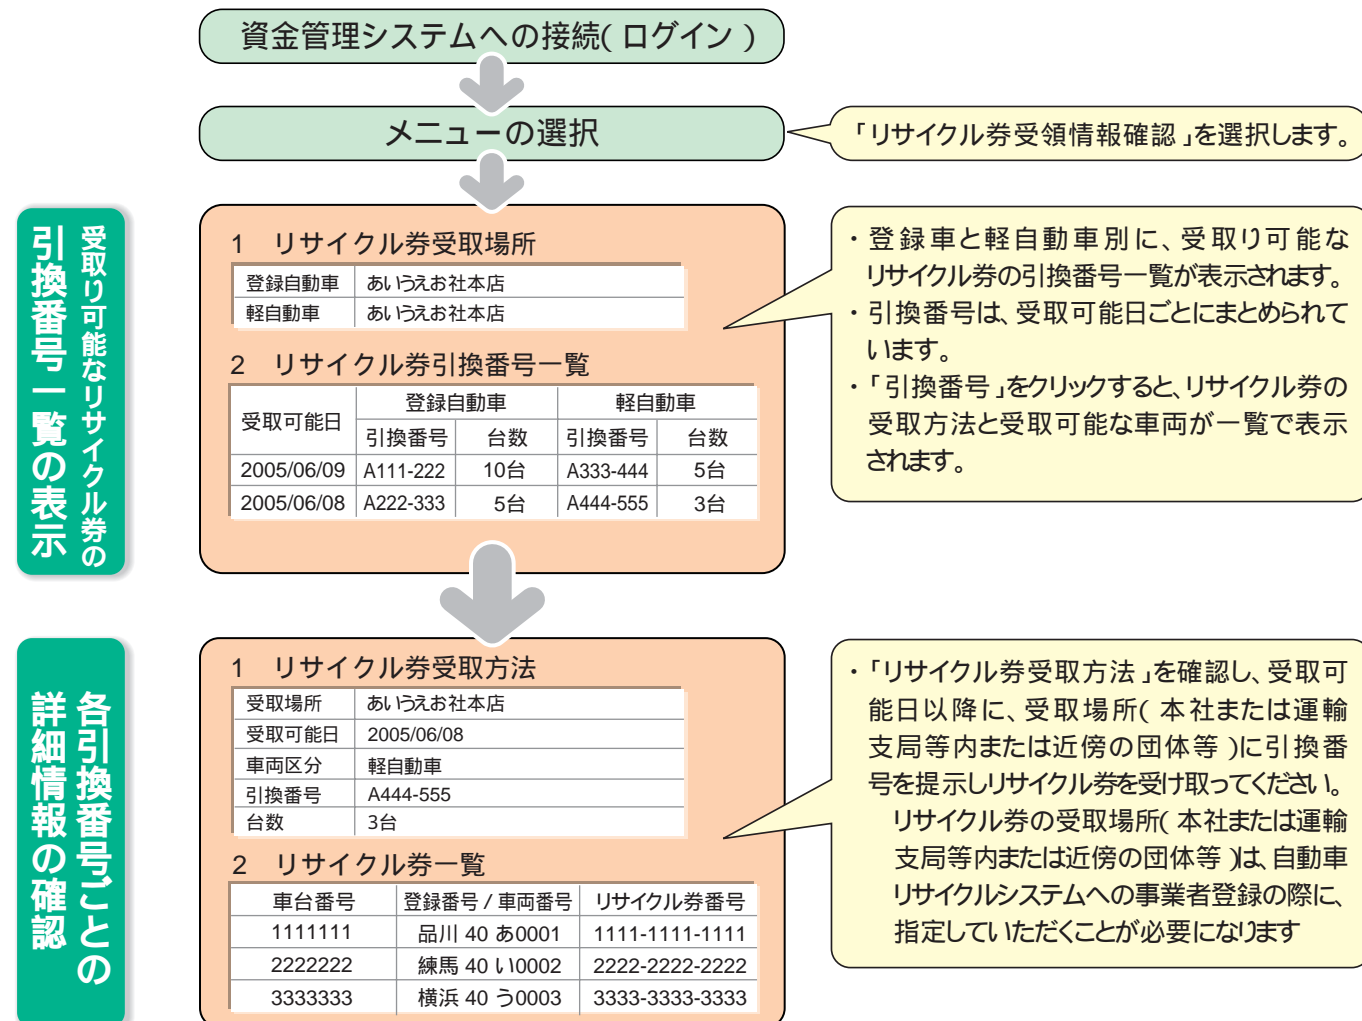 資金管理システムへの接続(ログイン)
メニューの選択
「リサイクル券受領情報確認」を選択します。
受取り可能なリサイクル券の
引換番号一覧の表示
1 リサイクル券受取場所
登録自動車 あいうえお社本店
軽自動車 あいうえお社本店
2 リサイクル券引換番号一覧
受取可能日 登録自動車 軽自動車
引換番号 台数 引換番号 台数
2005/06/09 A111-222 10台 A333-444 5台
2005/06/08 A222-333 5台 A444-555 3台
・登録車と軽自動車別に、受取り可能な
リサイクル券の引換番号一覧が表示されます。
・引換番号は、受取可能日ごとにまとめられて
います。
・「引換番号」をクリックすると、リサイクル券の
受取方法と受取可能な車両が一覧で表示
されます。
各引換番号ごとの
詳細情報の確認
1 リサイクル券受取方法
受取場所 あいうえお社本店
受取可能日 2005/06/08
車両区分 軽自動車
引換番号 A444-555
台数 3台
2 リサイクル券一覧
車台番号 登録番号/車両番号 リサイクル券番号
1111111 品川 40 あ0001 1111-1111-1111
2222222 練馬 40 い0002 2222-2222-2222
3333333 横浜 40 う0003 3333-3333-3333
・「リサイクル券受取方法」を確認し、受取可
能日以降に、受取場所(本社または運輸
支局等内または近傍の団体等)に引換番
号を提示しリサイクル券を受け取ってください。
リサイクル券の受取場所(本社または運輸
支局等内または近傍の団体等)は、自動車
リサイクルシステムへの事業者登録の際に、
指定していただくことが必要になります